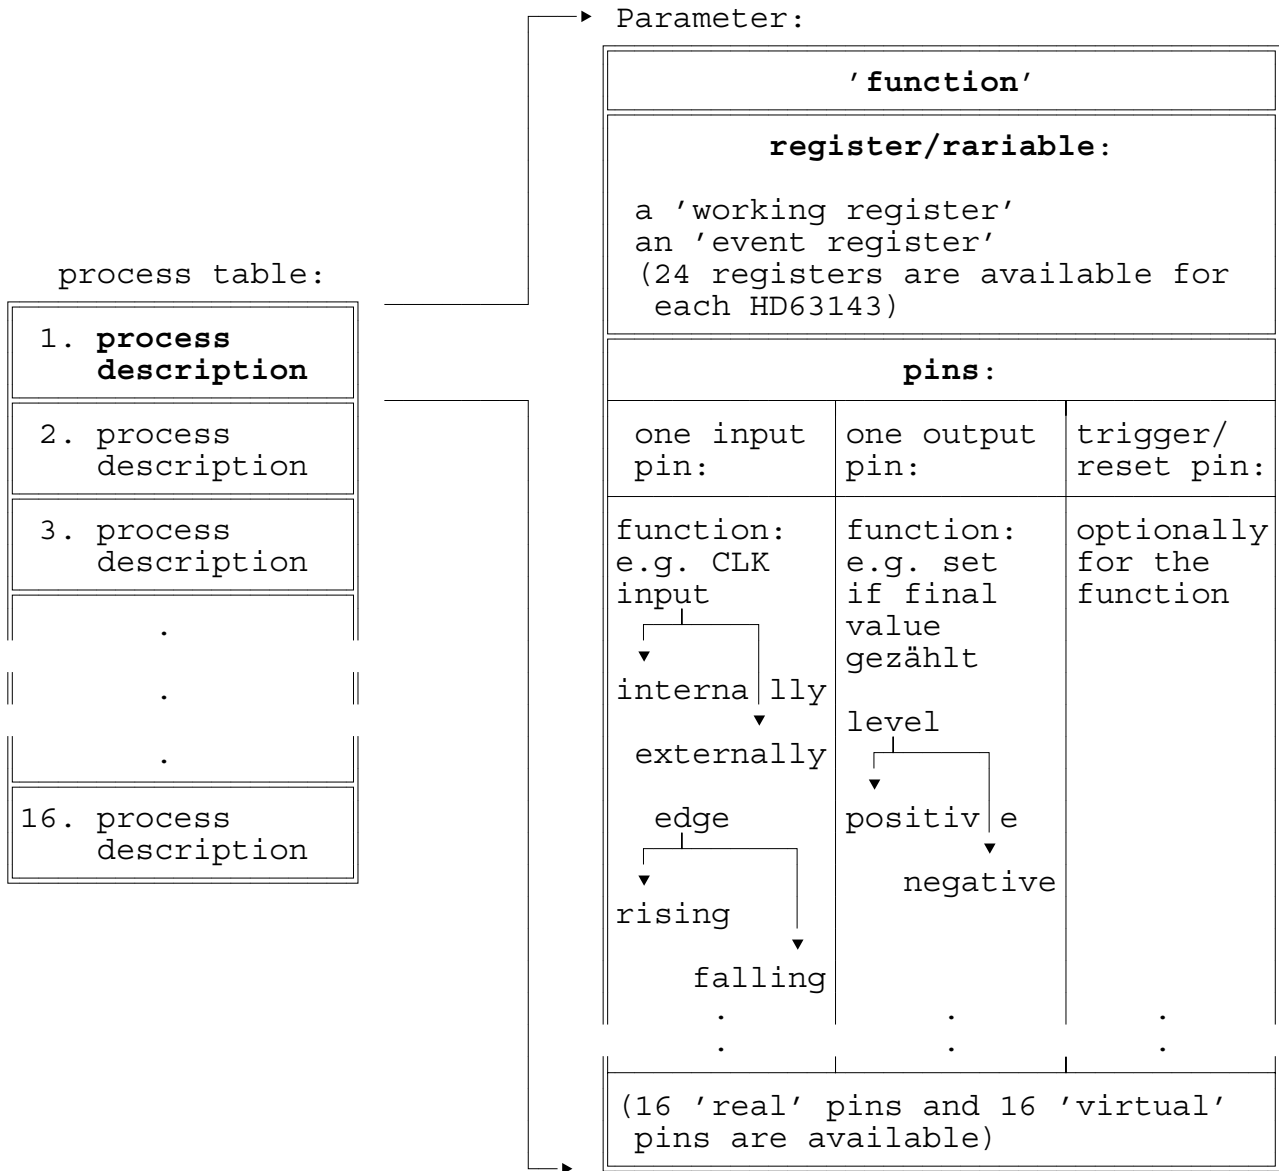 Parameter:
'function'
register/rariable:
a 'working register'
an 'event register'
(24 registers are available for
each HD63143)
process table:
1. process
description
2. process
description
3. process
description
.
.
.
16. process
description
pins:
one input
pin:
one output
pin:
trigger/
reset pin:
function:
e.g. CLK
input
internally
externally
edge
rising
falling
.
.
function:
e.g. set
if final
value
gezählt
level
positive
negative
.
.
optionally
for the
function
.
.
(16 'real' pins and 16 'virtual'
pins are available)